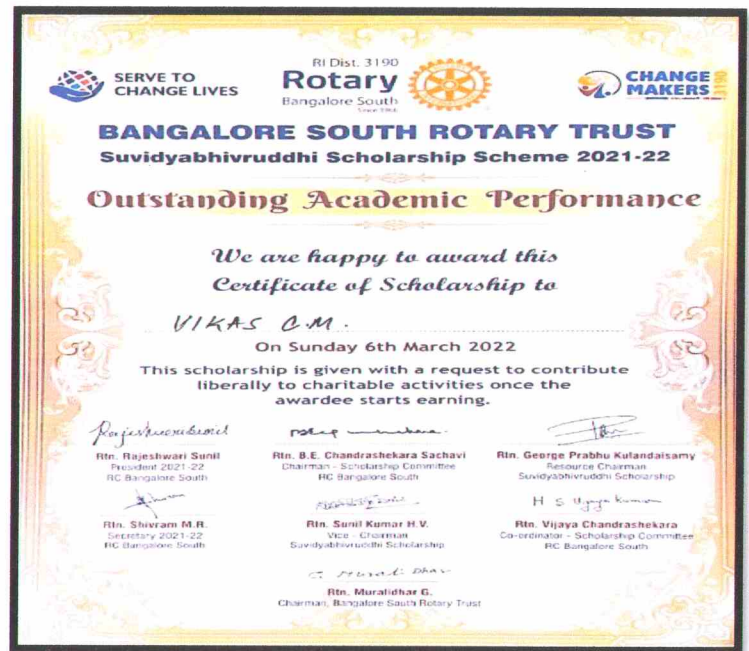 SERVE TO
CHANGE LIVES
RI Dist. 3190
Rotary
Bangalore South
CHANGE
MAKERS
3190
BANGALORE SOUTH ROTARY TRUST
Suvidyabhivruddhi Scholarship Scheme 2021-22
Outstanding Academic Performance
We are happy to award this
Certificate of Scholarship to
VIKAS C.M.
On Sunday 6th March 2022
This scholarship is given with a request to contribute
liberally to charitable activities once the
awardee starts earning.
Rtn. Rajeshwari Sunil
President 2021-22
RC Bangalore South
Rtn. B.E. Chandrashekara Sachavi
Chairman - Scholarship Committee
RC Bangalore South
Rtn. George Prabhu Kulandaisamy
Resource Chairman
Suvidyabhivruddhi Scholarship
H S Vijaya Kumar
Rtn. Shivram M.R.
Secretary 2021-22
RC Bangalore South
Rtn. Sunil Kumar H.V.
Vice - Chairman
Suvidyabhivruddhi Scholarship
Rtn. Vijaya Chandrashekara
Co-ordinator - Scholarship Committee
RC Bangalore South
G. Murali Dhar
Rtn. Muralidhar G.
Chairman, Bangalore South Rotary Trust